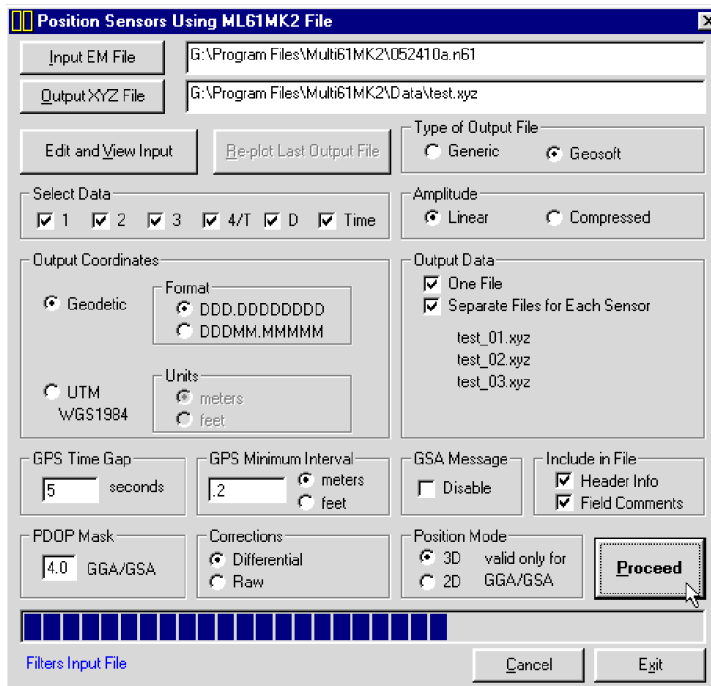 Position Sensors Using ML61MK2 File
Input EM File
G:\Program Files\Multi61MK2\052410a.n61
Output XYZ File
G:\Program Files\Multi61MK2\Data\test.xyz
Edit and View Input
Re-plot Last Output File
Type of Output File
Generic
Geosoft
Select Data
1 2 3 4/T D Time
Amplitude
Linear
Compressed
Output Coordinates
Geodetic
Format
DDD.DDDDDDDD
DDDMM.MMMMM
UTM
WGS1984
Units
meters
feet
Output Data
One File
Separate Files for Each Sensor
test_01.xyz
test_02.xyz
test_03.xyz
GPS Time Gap
5 seconds
GPS Minimum Interval
.2
meters
feet
GSA Message
Disable
Include in File
Header Info
Field Comments
PDOP Mask
4.0 GGA/GSA
Corrections
Differential
Raw
Position Mode
3D valid only for
2D GGA/GSA
Proceed
Filters Input File
Cancel
Exit